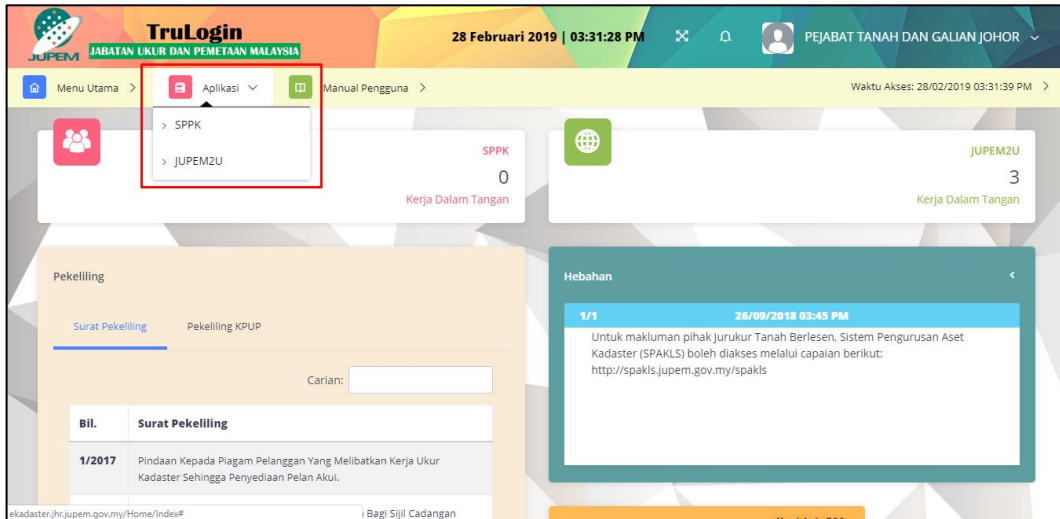 TruLogin
JABATAN UKUR DAN PEMETAAN MALAYSIA
JUPEM
28 Februari 2019 | 03:31:28 PM
PEJABAT TANAH DAN GALIAN JOHOR
Menu Utama >
Aplikasi
Manual Pengguna >
Waktu Akses: 28/02/2019 03:31:39 PM >
> SPPK
> JUPEM2U
SPPK
0
Kerja Dalam Tangan
JUPEM2U
3
Kerja Dalam Tangan
Pekeliling
Surat Pekeliling
Pekeliling KPUP
Carian:
Bil.
Surat Pekeliling
1/2017
Pindaan Kepada Piagam Pelanggan Yang Melibatkan Kerja Ukur
Kadaster Sehingga Penyediaan Pelan Akui.
Bagi Sijil Cadangan
Hebahan
1/1
26/09/2018 03:45 PM
Untuk makluman pihak Jurukur Tanah Berlesen, Sistem Pengurusan Aset
Kadaster (SPAKLS) boleh diakses melalui capaian berikut:
http://spakls.jupem.gov.my/spakls
ekadaster.jhr.jupem.gov.my/Home/Index#